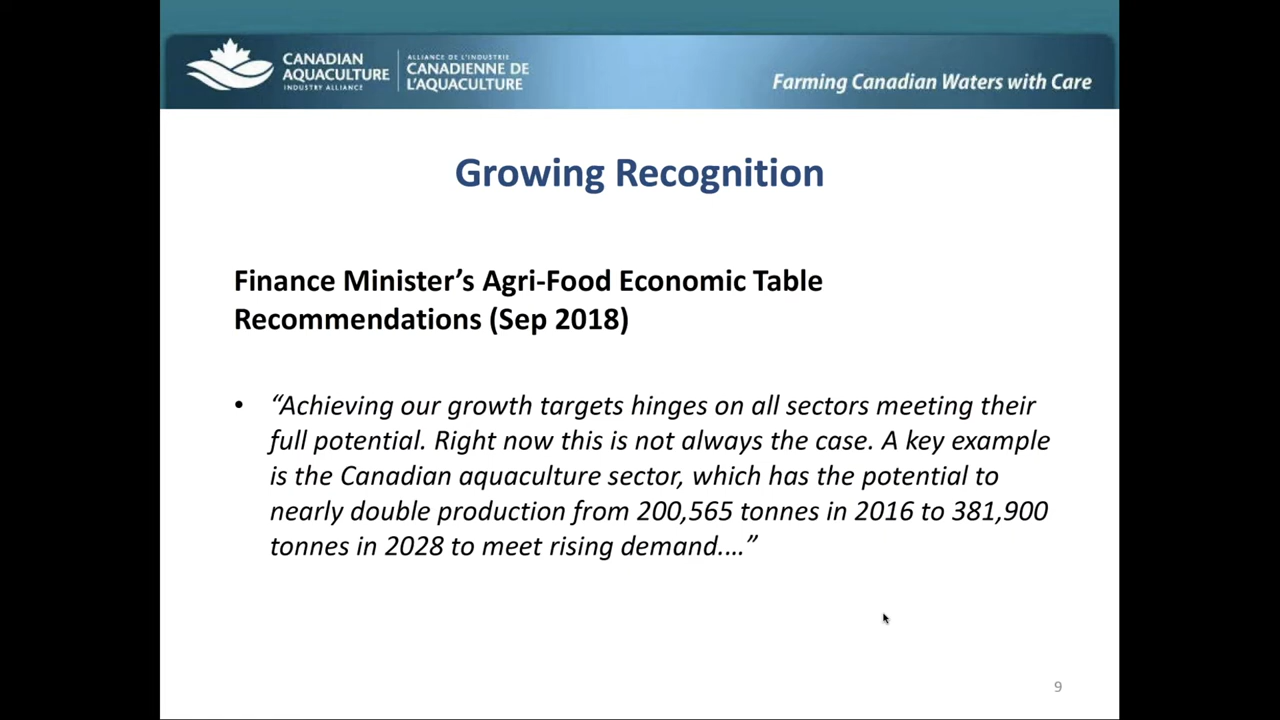 CANADIAN
AQUACULTURE
INDUSTRY ALLIANCE
ALLIANCE DE L'INDUSTRIE
CANADIENNE DE
L'AQUACULTURE
Farming Canadian Waters with Care
Growing Recognition
Finance Minister’s Agri-Food Economic Table
Recommendations (Sep 2018)
• “Achieving our growth targets hinges on all sectors meeting their
full potential. Right now this is not always the case. A key example
is the Canadian aquaculture sector, which has the potential to
nearly double production from 200,565 tonnes in 2016 to 381,900
tonnes in 2028 to meet rising demand.…”
9